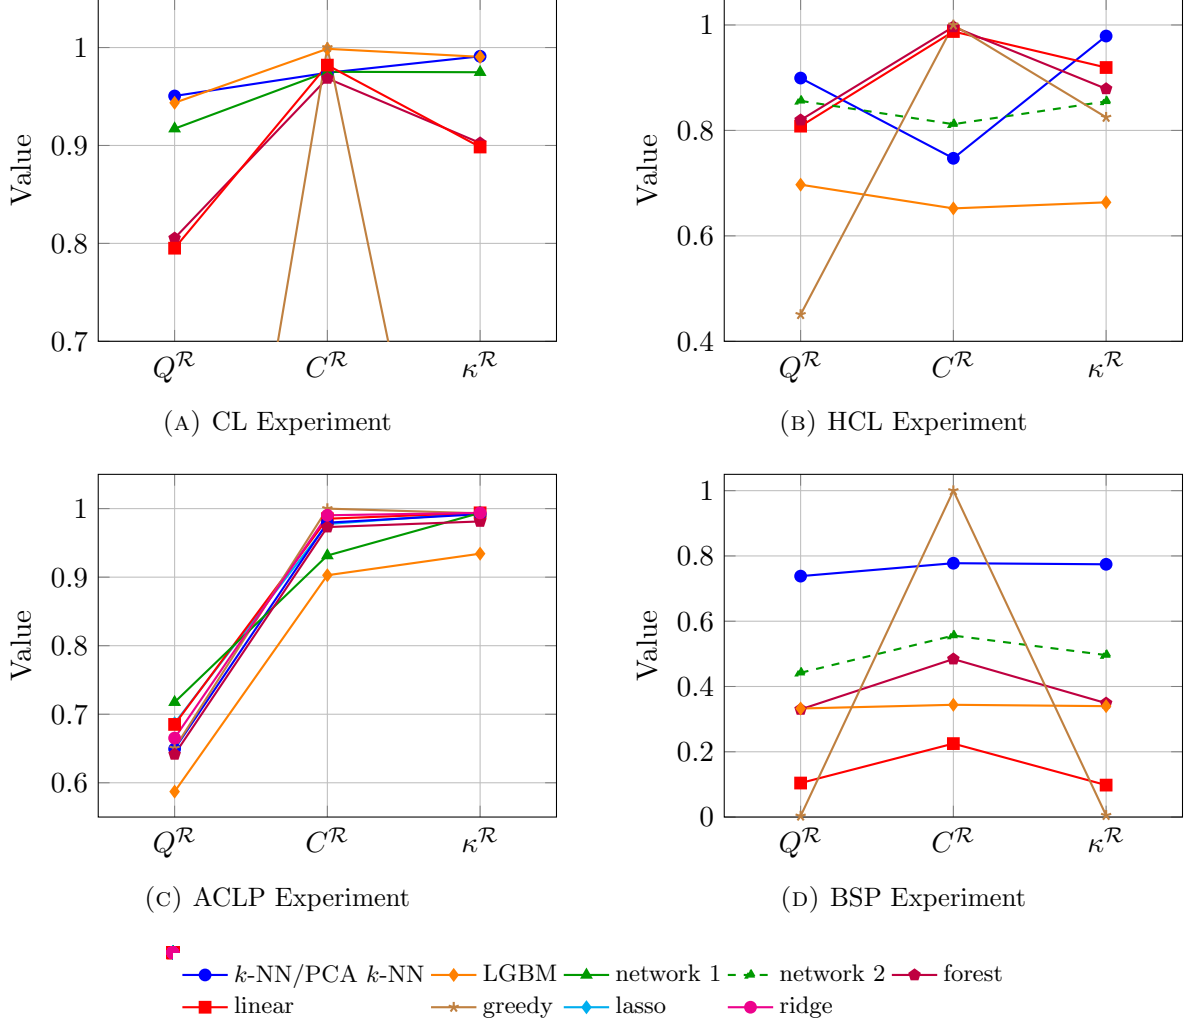 1
0.9
0.8
0.7
Value
Q^ℛ C^ℛ κ^ℛ
(A) CL Experiment
1
0.8
0.6
0.4
Value
Q^ℛ C^ℛ κ^ℛ
(B) HCL Experiment
1
0.9
0.8
0.7
0.6
Value
Q^ℛ C^ℛ κ^ℛ
(C) ACLP Experiment
1
0.8
0.6
0.4
0.2
0
Value
Q^ℛ C^ℛ κ^ℛ
(D) BSP Experiment
k-NN/PCA k-NN LGBM network 1 network 2 forest
linear greedy lasso ridge